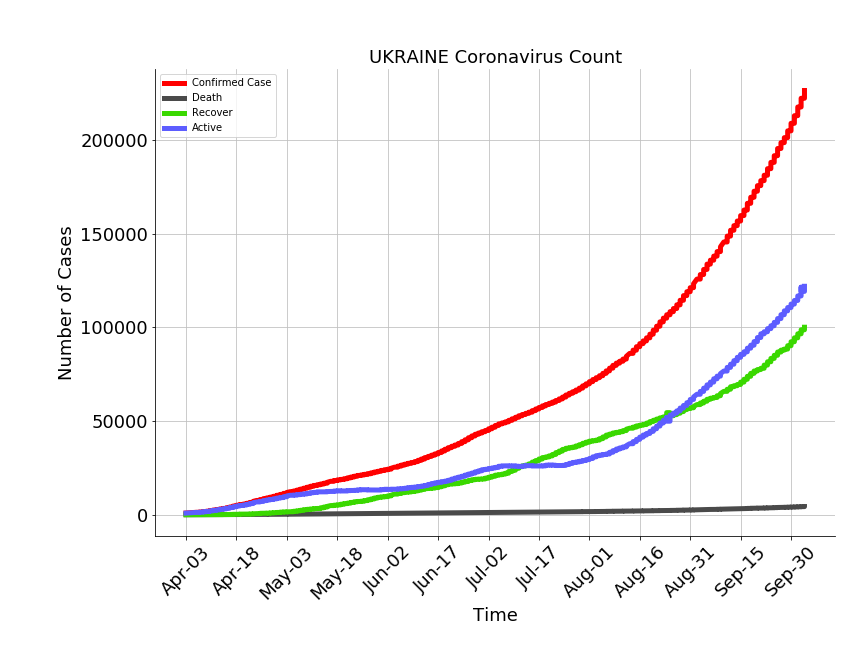 UKRAINE Coronavirus Count
Confirmed Case
Death
Recover
Active
200000
150000
100000
50000
0
Number of Cases
Apr-03
Apr-18
May-03
May-18
Jun-02
Jun-17
Jul-02
Jul-17
Aug-01
Aug-16
Aug-31
Sep-15
Sep-30
Time